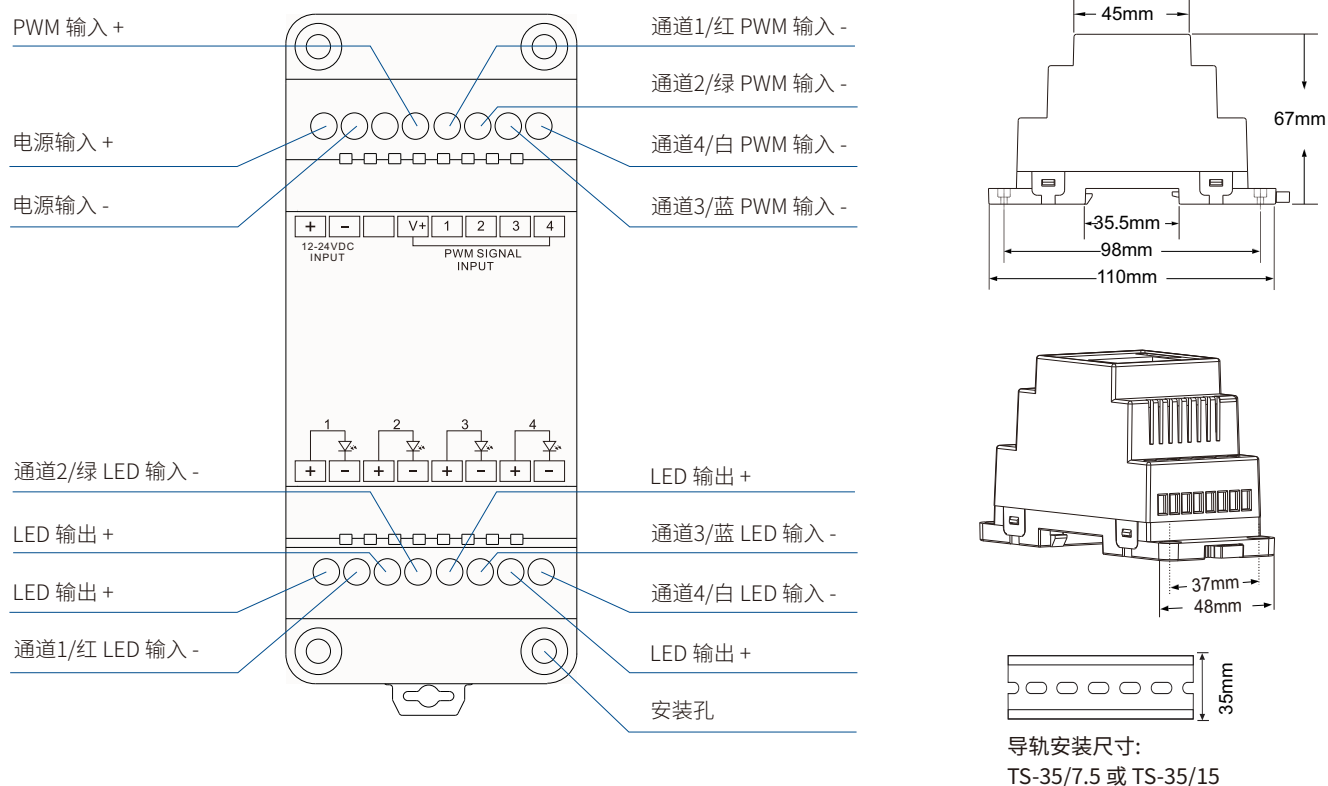 PWM 输入 +
电源输入 +
电源输入 -
通道1/红 PWM 输入 -
通道2/绿 PWM 输入 -
通道4/白 PWM 输入 -
通道3/蓝 PWM 输入 -
+ - V+ 1 2 3 4
12-24VDC
INPUT
PWM SIGNAL
INPUT
1 2 3 4
+ - + - + - + -
通道2/绿 LED 输入 -
LED 输出 +
LED 输出 +
通道1/红 LED 输入 -
LED 输出 +
通道3/蓝 LED 输入 -
通道4/白 LED 输入 -
LED 输出 +
安装孔
45mm
67mm
35.5mm
98mm
110mm
37mm
48mm
35mm
导轨安装尺寸:
TS-35/7.5 或 TS-35/15